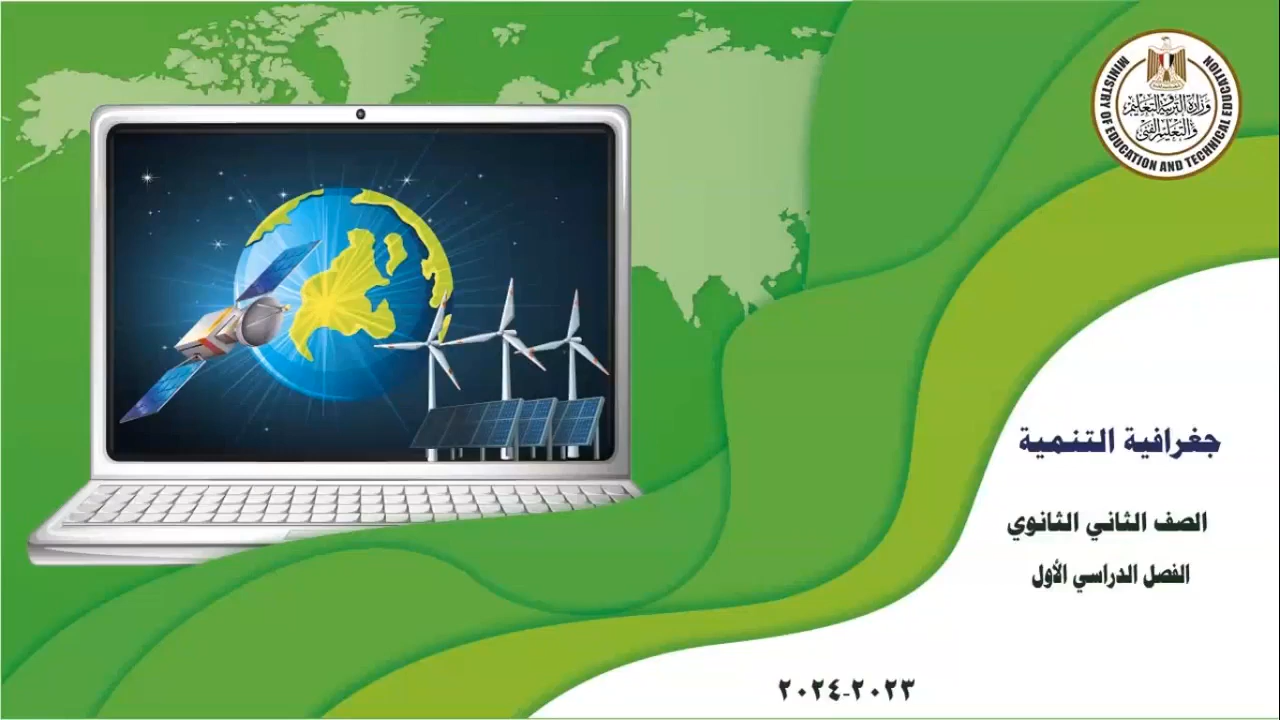 وزارة التربية والتعليم
والتعليم الفني
MINISTRY OF EDUCATION AND TECHNICAL EDUCATION
جغرافية التنمية
الصف الثاني الثانوي
الفصل الدراسي الأول
٢٠٢٣-٢٠٢٤